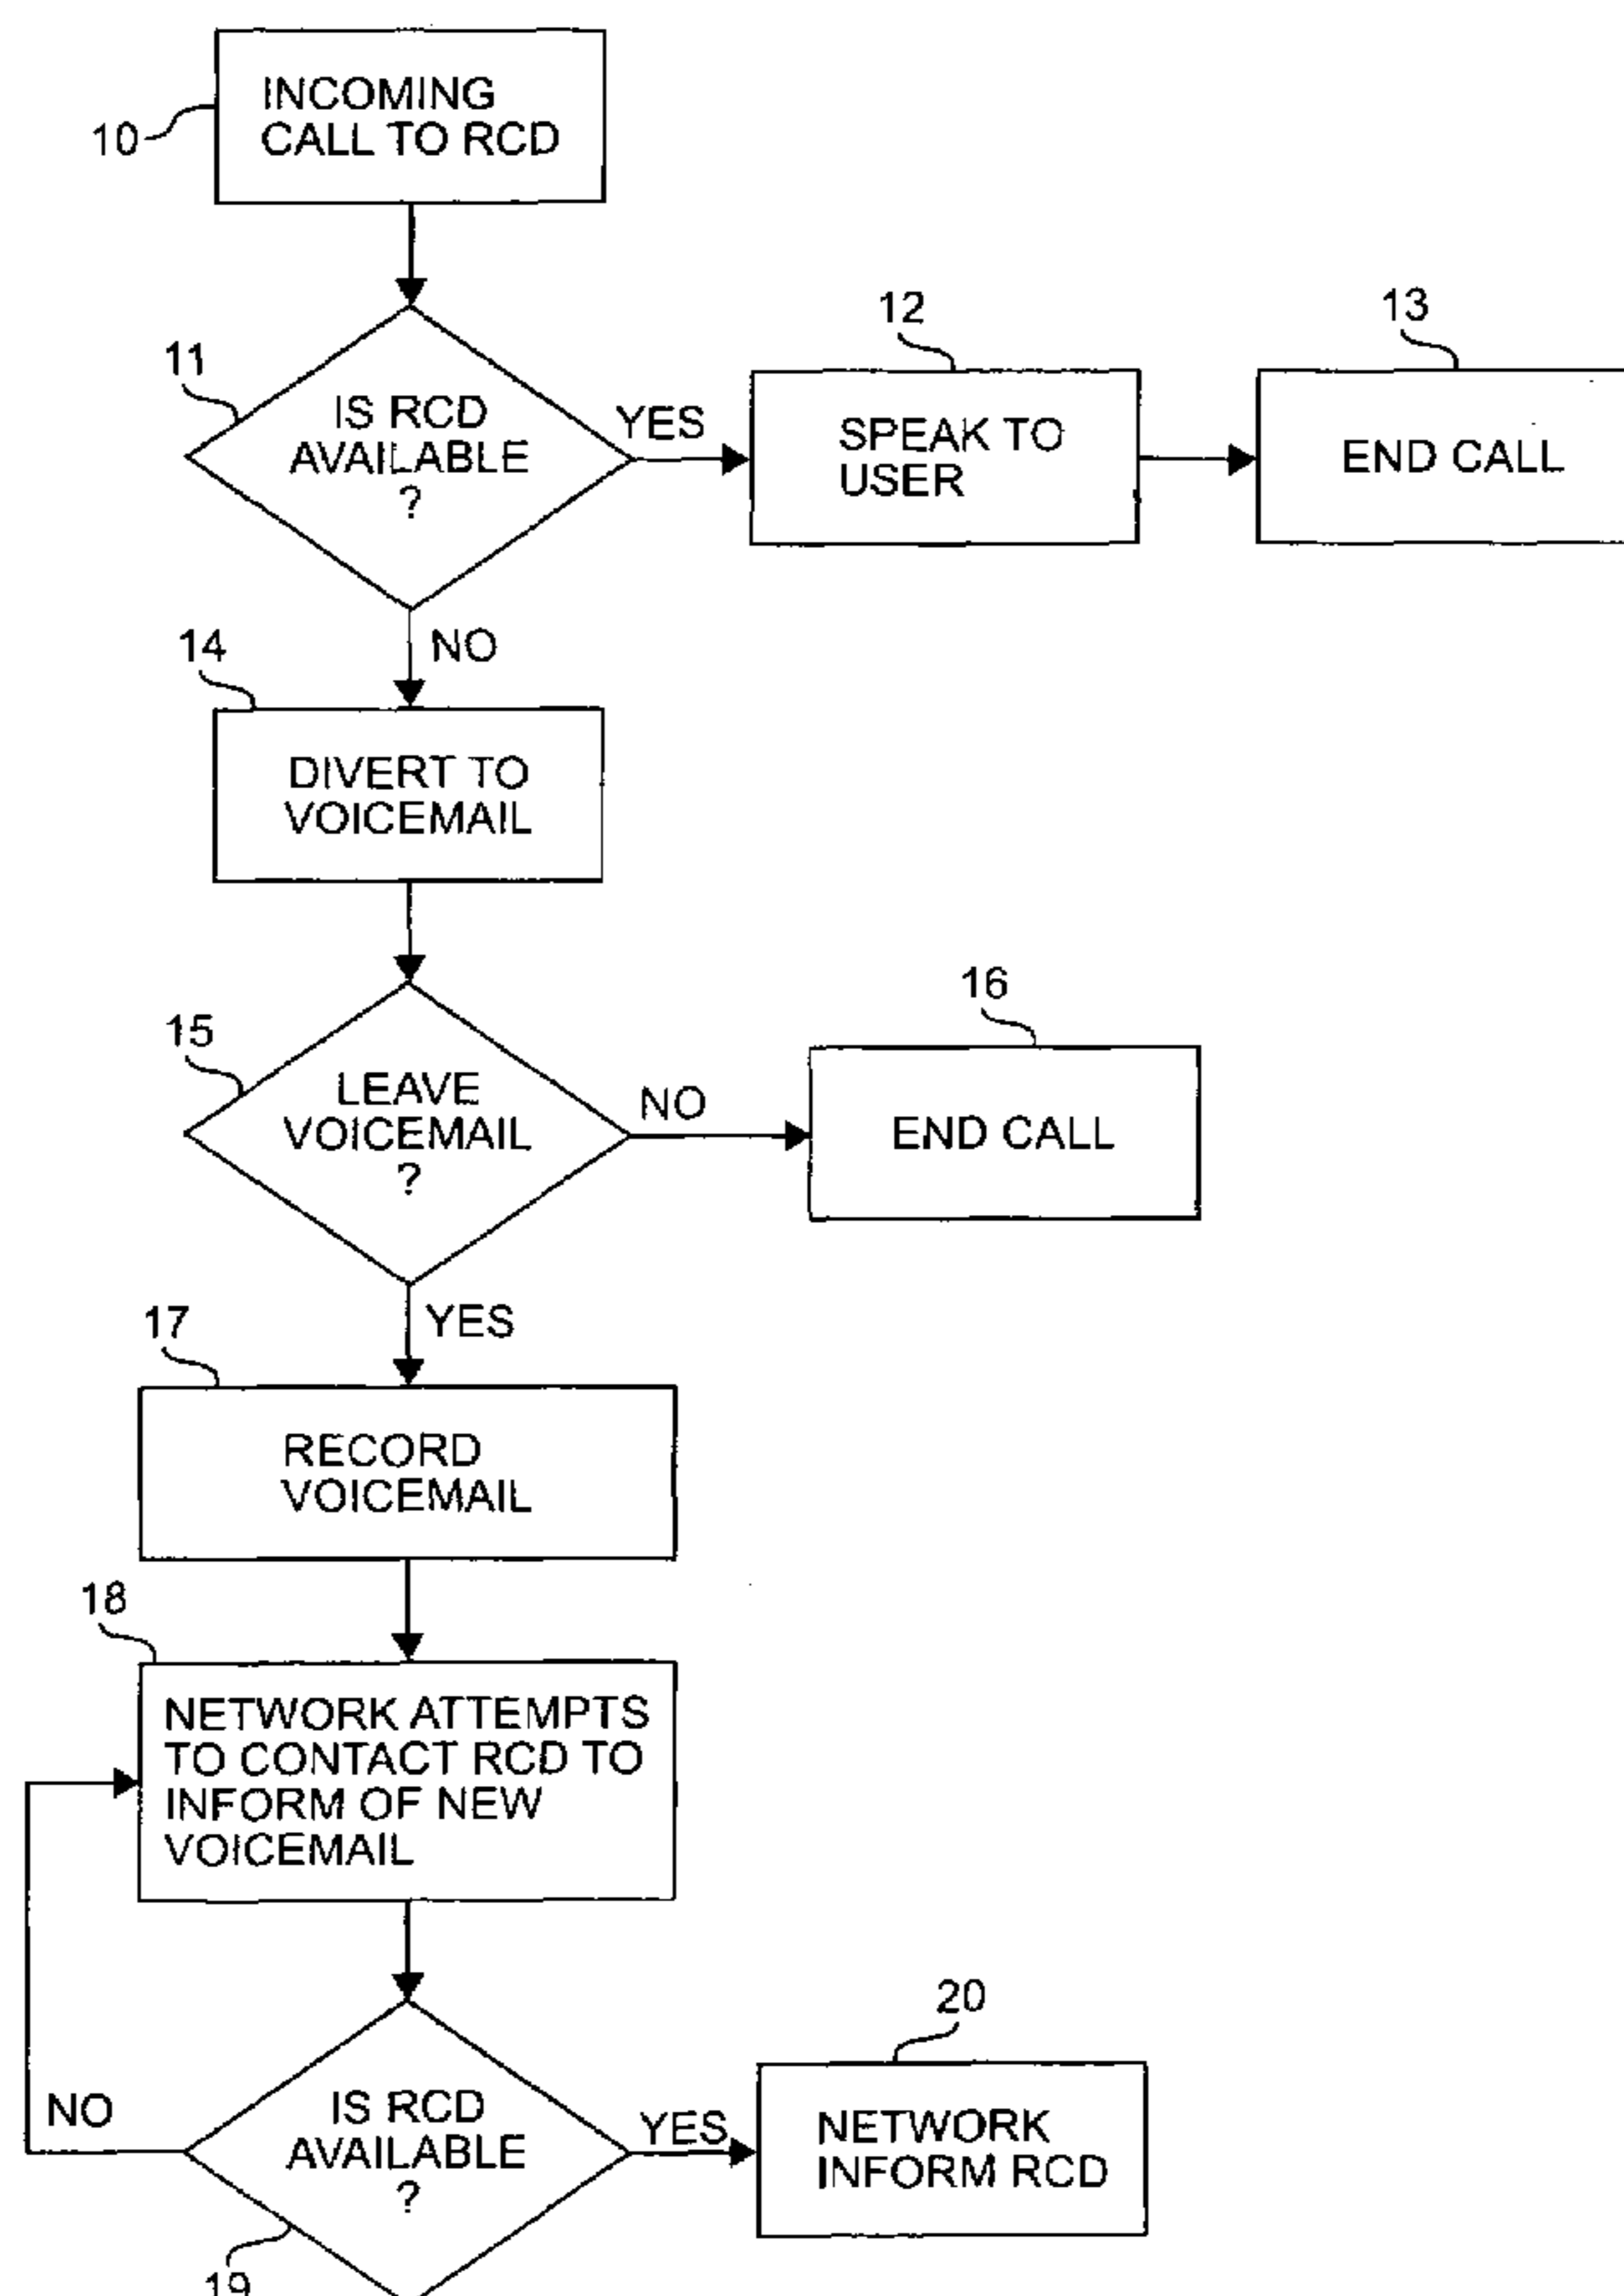 INCOMING
CALL TO RCD
10
11
IS RCD
AVAILABLE
?
YES
12
SPEAK TO
USER
13
END CALL
NO
14
DIVERT TO
VOICEMAIL
15
LEAVE
VOICEMAIL
?
NO
16
END CALL
YES
17
RECORD
VOICEMAIL
18
NETWORK ATTEMPTS
TO CONTACT RCD TO
INFORM OF NEW
VOICEMAIL
NO
IS RCD
AVAILABLE
?
YES
20
NETWORK
INFORM RCD
19